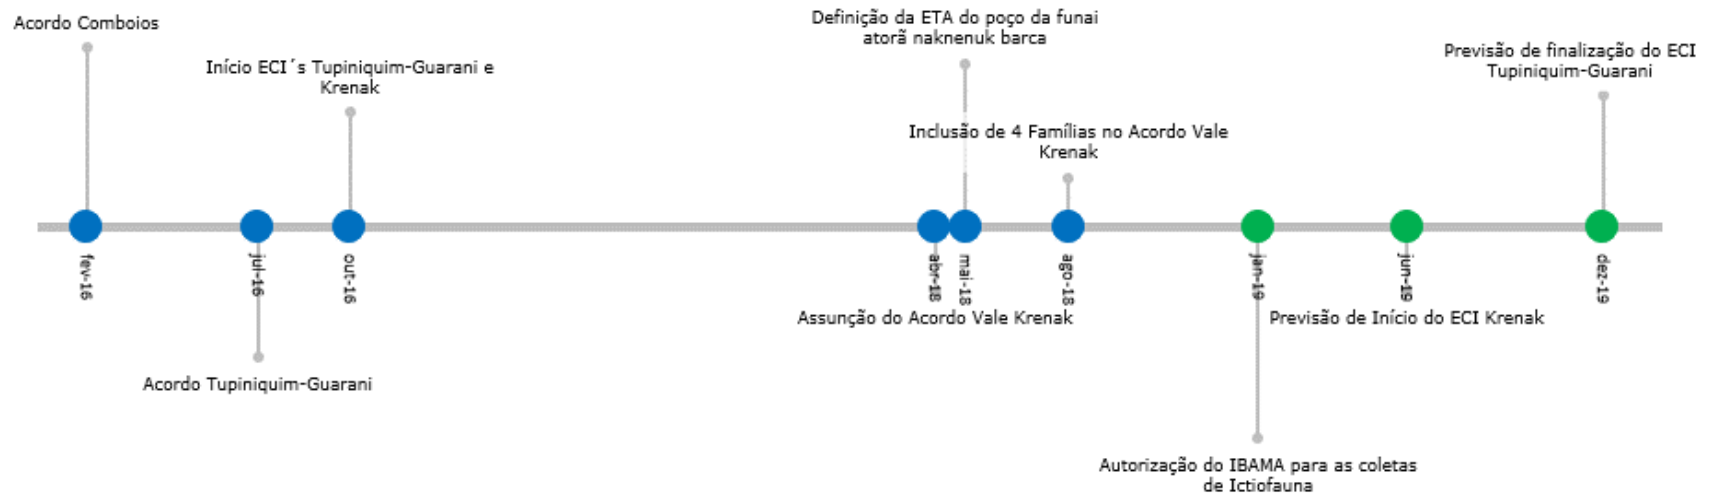 Acordo Comboios
Início ECI´s Tupiniquim-Guarani e
Krenak
Definição da ETA do poço da funai
atorã naknenuk barca
Previsão de finalização do ECI
Tupiniquim-Guarani
Inclusão de 4 Famílias no Acordo Vale
Krenak
fev-16
jul-16
out-16
abr-18
mai-18
ago-18
jan-19
jun-19
dez-19
Assunção do Acordo Vale Krenak
Previsão de Início do ECI Krenak
Acordo Tupiniquim-Guarani
Autorização do IBAMA para as coletas
de Ictiofauna